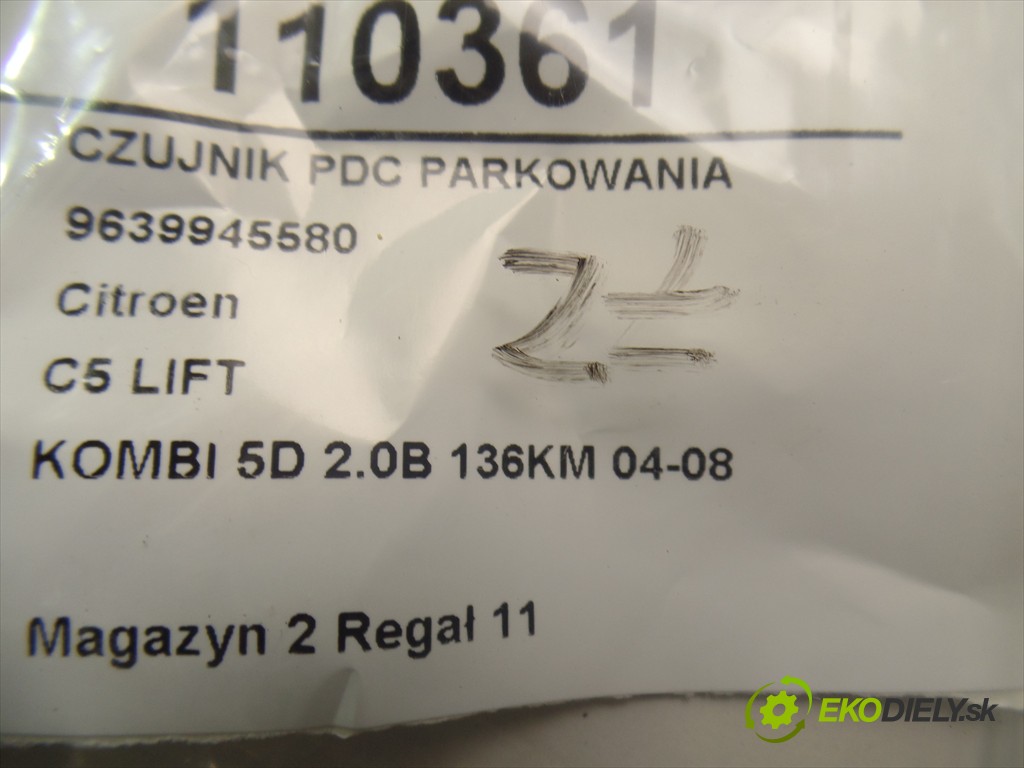 110361
CZUJNIK PDC PARKOWANIA
9639945580
Citroen
C5 LIFT
KOMBI 5D 2.0B 136KM 04-08
Magazyn 2 Regał 11
EKODIELY.sk